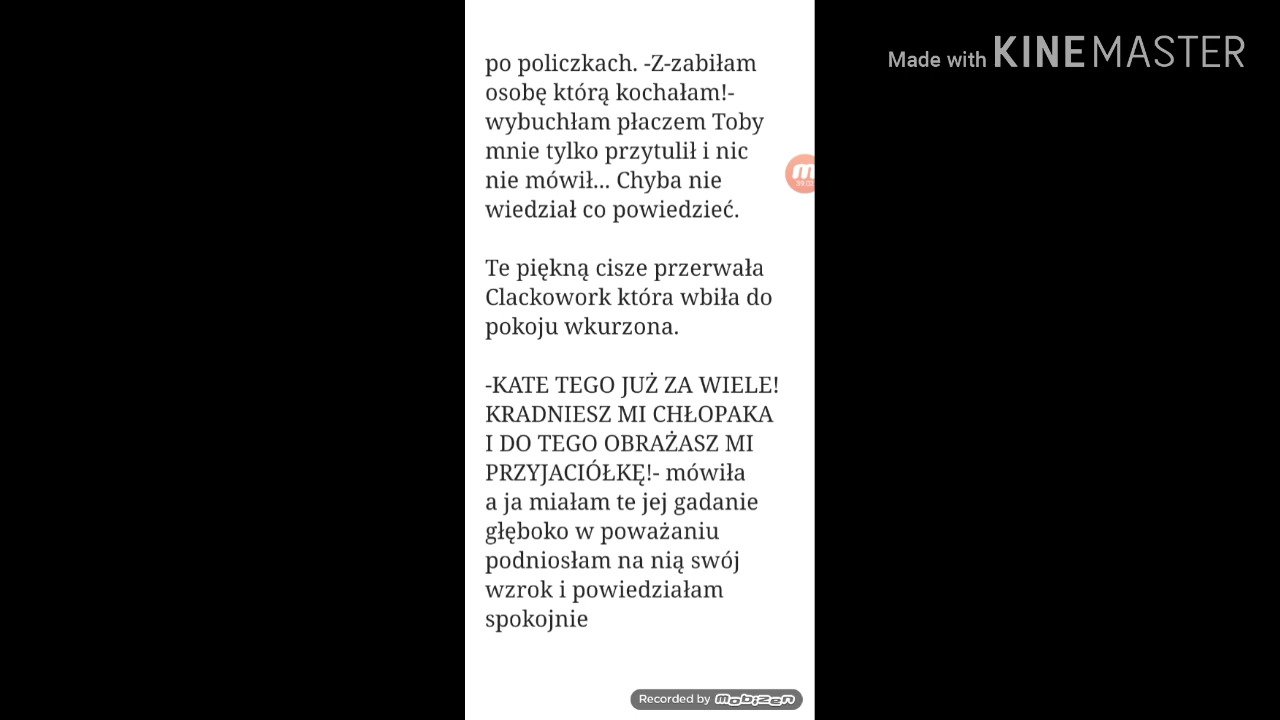 Made with KINEMASTER
po policzkach. -Z-zabiłam
osobę którą kochałam!-
wybuchłam płaczem Toby
mnie tylko przytulił i nic
nie mówił... Chyba nie
wiedział co powiedzieć.
Te piękną cisze przerwała
Clackowork która wbiła do
pokoju wkurzona.
-KATE TEGO JUŻ ZA WIELE!
KRADNIESZ MI CHŁOPAKA
I DO TEGO OBRAŻASZ MI
PRZYJACIÓŁKĘ!- mówiła
a ja miałam te jej gadanie
głęboko w poważaniu
podniosłam na nią swój
wzrok i powiedziałam
spokojnie
Recorded by mobizen